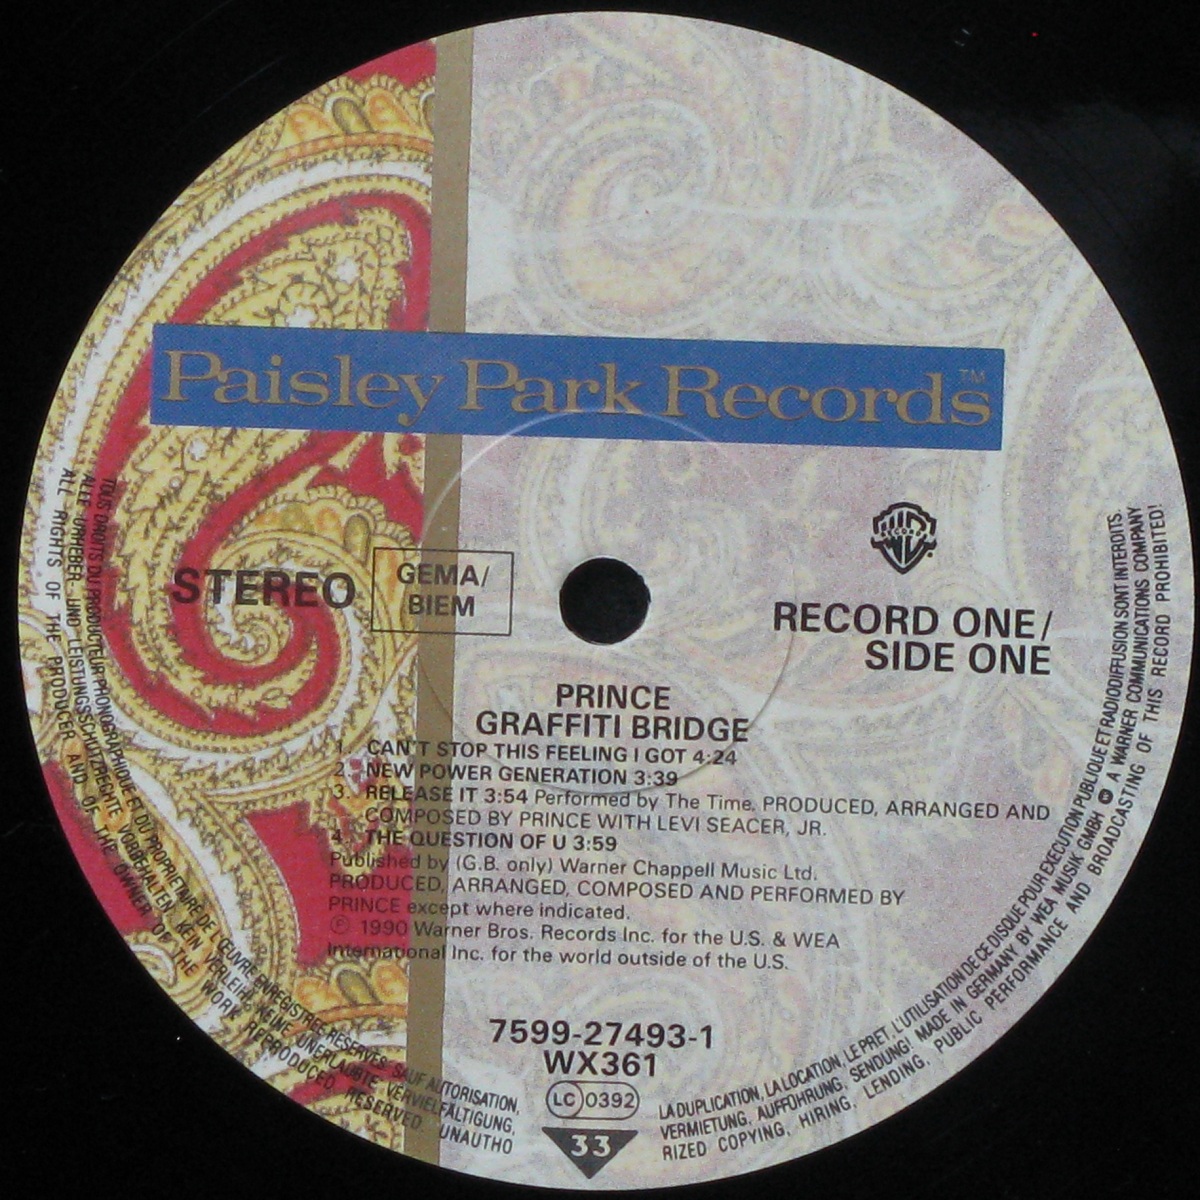 Paisley Park Records™
STEREO
GEMA/
BIEM
RECORDS
RECORD ONE/
SIDE ONE
PRINCE
GRAFFITI BRIDGE
1. CAN'T STOP THIS FEELING I GOT 4:24
2. NEW POWER GENERATION 3:39
3. RELEASE IT 3:54 Performed by The Time. PRODUCED, ARRANGED AND
COMPOSED BY PRINCE WITH LEVI SEACER, JR.
4. THE QUESTION OF U 3:59
Published by (G.B. only) Warner Chappell Music Ltd.
PRODUCED, ARRANGED, COMPOSED AND PERFORMED BY
PRINCE except where indicated.
℗ 1990 Warner Bros. Records Inc. for the U.S. & WEA
International Inc. for the world outside of the U.S.
7599-27493-1
WX361
LC 0392
33
TOUS DROITS DU PRODUCTEUR PHONOGRAPHIQUE ET DU PROPRIETAIRE DE L'ŒUVRE ENREGISTREE RESERVES. SAUF AUTORISATION, LA DUPLICATION, LA LOCATION, LE PRET, L'UTILISATION DE CE DISQUE POUR EXECUTION PUBLIQUE ET RADIODIFFUSION SONT INTERDITS.
ALLE URHEBER- UND LEISTUNGSSCHUTZRECHTE VORBEHALTEN. KEIN VERLEIH! KEINE UNERLAUBTE VERVIELFÄLTIGUNG, VERMIETUNG, AUFFÜHRUNG, SENDUNG! MADE IN GERMANY BY WEA MUSIK GMBH A WARNER COMMUNICATIONS COMPANY
ALL RIGHTS OF THE PRODUCER AND OF THE OWNER OF THE WORK REPRODUCED RESERVED. UNAUTHORIZED COPYING, HIRING, LENDING, PUBLIC PERFORMANCE AND BROADCASTING OF THIS RECORD PROHIBITED!